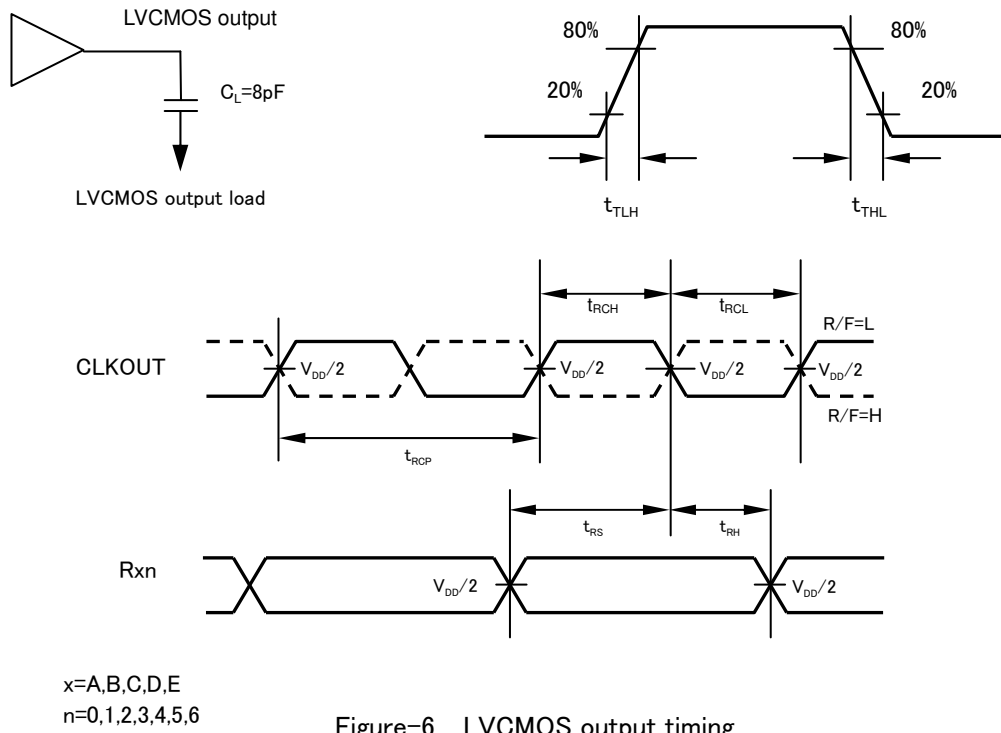 LVCMOS output
C_L=8pF
LVCMOS output load
80%
80%
20%
20%
t_TLH
t_THL
t_RCH
t_RCL
R/F=L
CLKOUT
V_DD/2
V_DD/2
V_DD/2
V_DD/2
R/F=H
t_RCP
t_RS
t_RH
Rxn
V_DD/2
V_DD/2
x=A,B,C,D,E
n=0,1,2,3,4,5,6
Figure-6 LVCMOS output timing